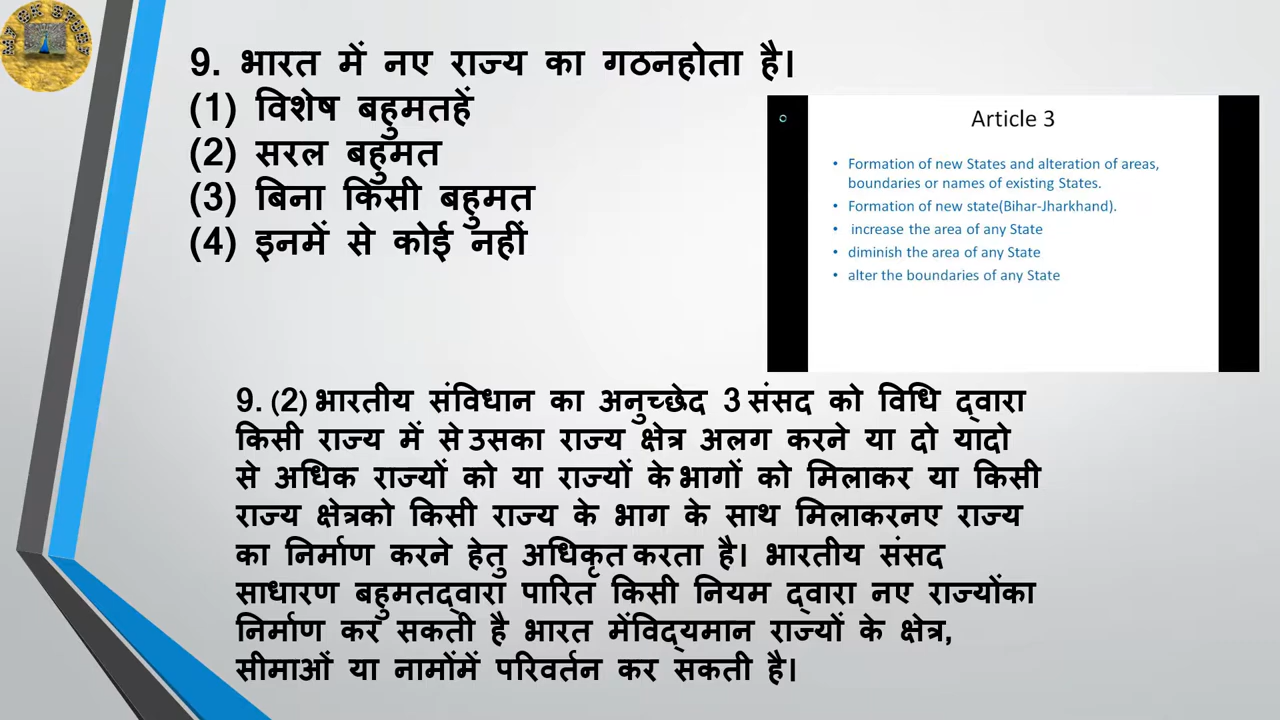 MY GK STUDY
9. भारत में नए राज्य का गठनहोता है।
(1) विशेष बहुमतहें
(2) सरल बहुमत
(3) बिना किसी बहुमत
(4) इनमें से कोई नहीं
Article 3
• Formation of new States and alteration of areas,
boundaries or names of existing States.
• Formation of new state(Bihar-Jharkhand).
• increase the area of any State
• diminish the area of any State
• alter the boundaries of any State
9. (2) भारतीय संविधान का अनुच्छेद 3 संसद को विधि द्वारा
किसी राज्य में से उसका राज्य क्षेत्र अलग करने या दो यादो
से अधिक राज्यों को या राज्यों के भागों को मिलाकर या किसी
राज्य क्षेत्रको किसी राज्य के भाग के साथ मिलाकरनए राज्य
का निर्माण करने हेतु अधिकृत करता है। भारतीय संसद
साधारण बहुमतद्वारा पारित किसी नियम द्वारा नए राज्योंका
निर्माण कर सकती है भारत मेंविद्यमान राज्यों के क्षेत्र,
सीमाओं या नामोंमें परिवर्तन कर सकती है।